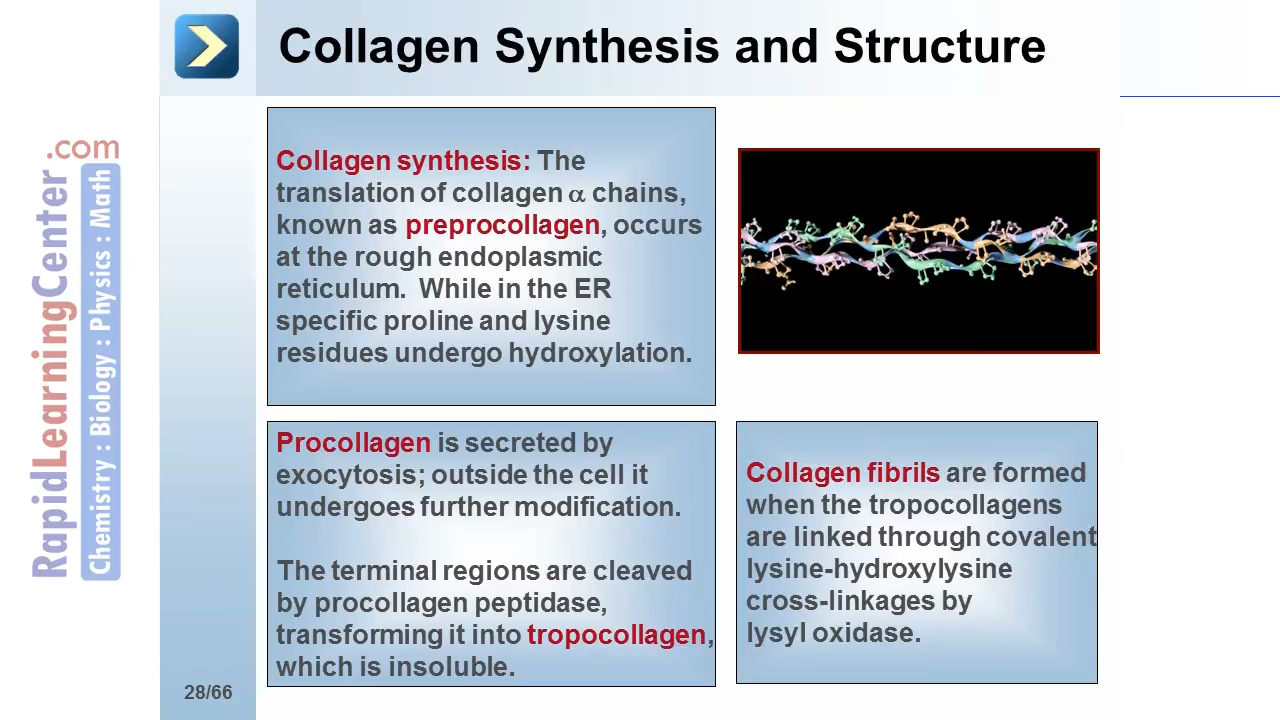 Collagen Synthesis and Structure
Collagen synthesis: The
translation of collagen α chains,
known as preprocollagen, occurs
at the rough endoplasmic
reticulum.  While in the ER
specific proline and lysine
residues undergo hydroxylation.
Procollagen is secreted by
exocytosis; outside the cell it
undergoes further modification.
The terminal regions are cleaved
by procollagen peptidase,
transforming it into tropocollagen,
which is insoluble.
Collagen fibrils are formed
when the tropocollagens
are linked through covalent
lysine-hydroxylysine
cross-linkages by
lysyl oxidase.
RapidLearningCenter.com
Chemistry : Biology : Physics : Math
28/66